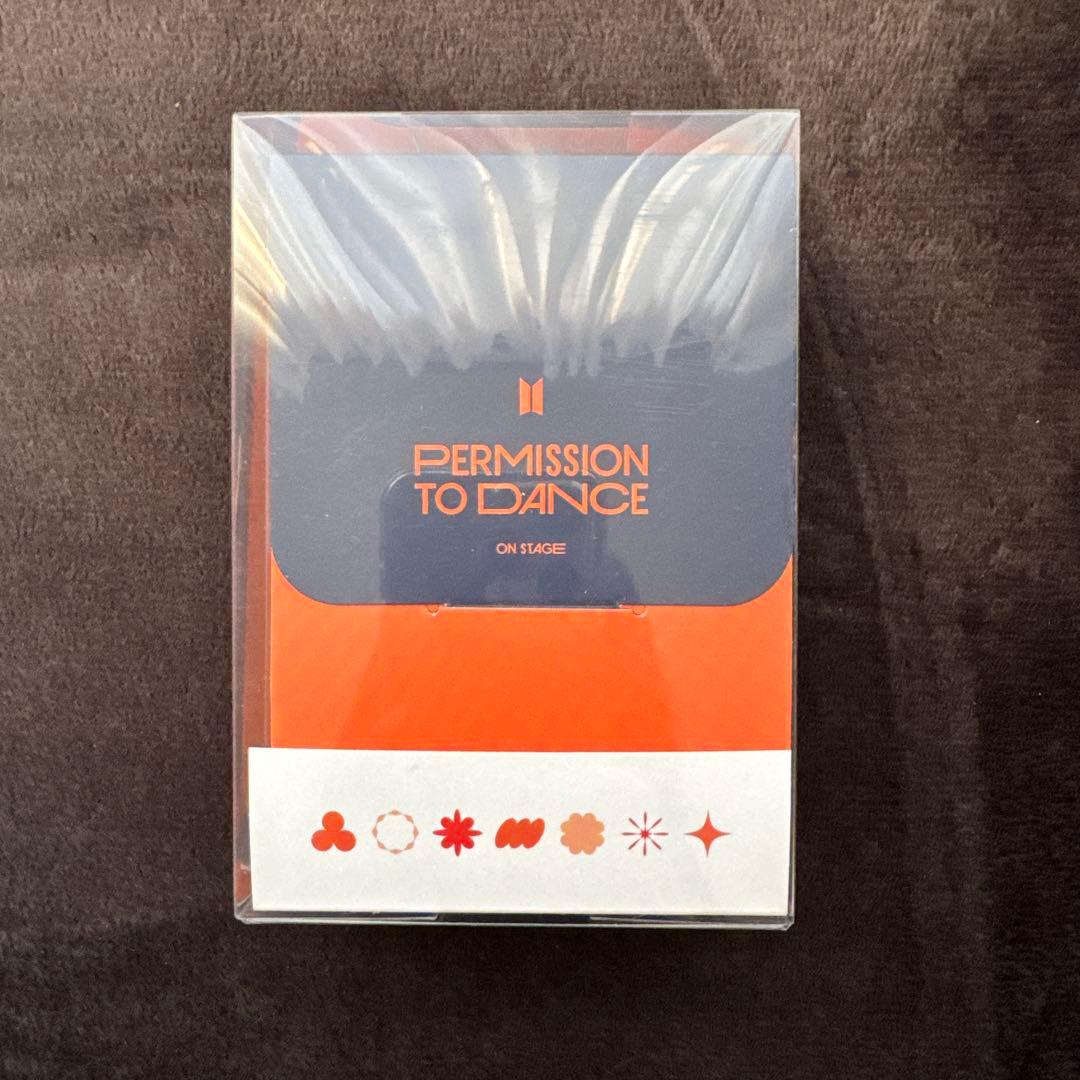 PERMISSION
TO DANCE
ON STAGE